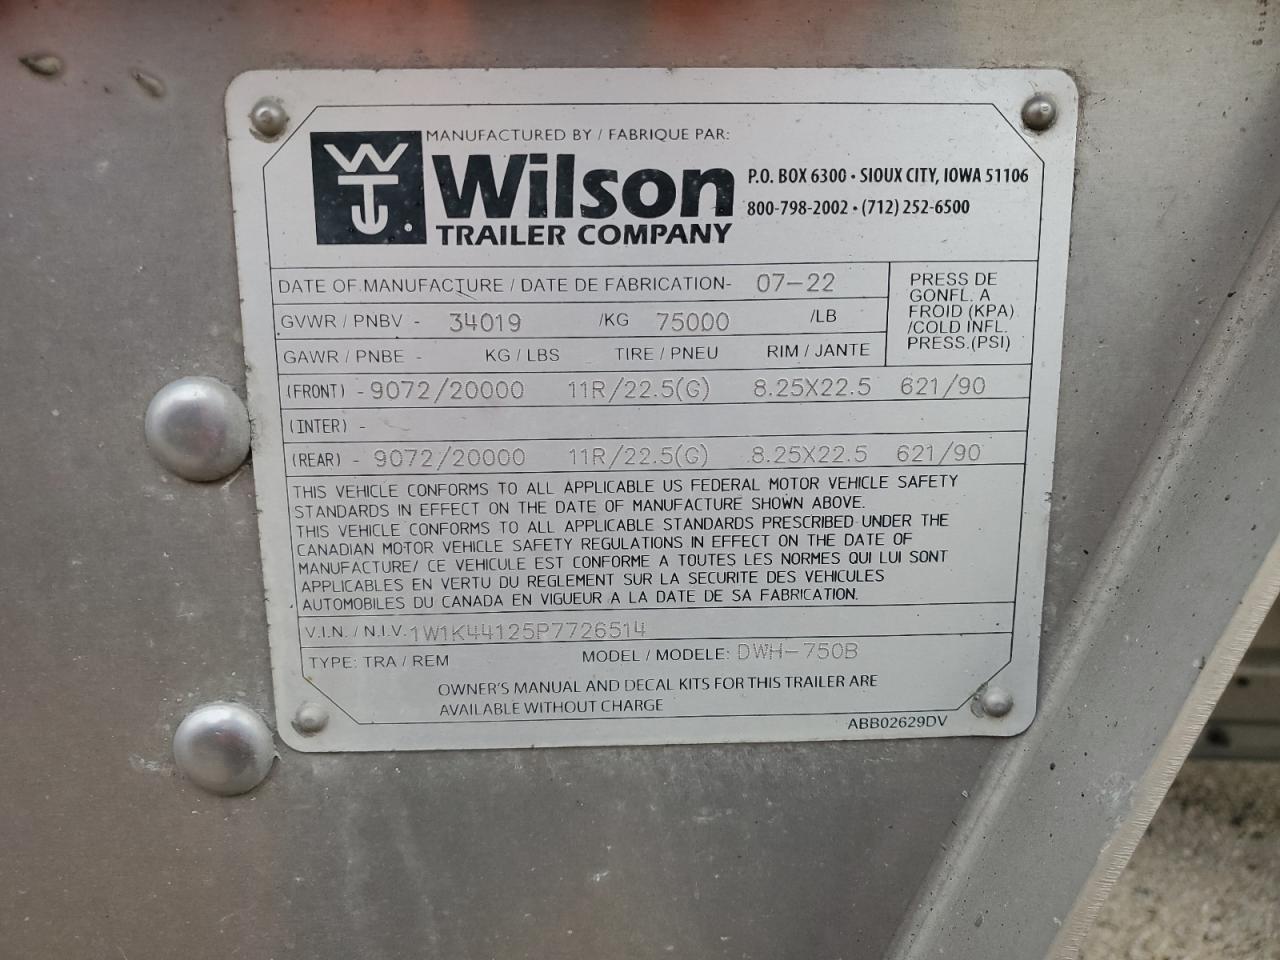 MANUFACTURED BY / FABRIQUE PAR:
WT
Wilson
TRAILER COMPANY
P.O. BOX 6300 • SIOUX CITY, IOWA 51106
800-798-2002 • (712) 252-6500
DATE OF MANUFACTURE / DATE DE FABRICATION- 07-22
GVWR / PNBV - 34019 /KG 75000 /LB
GAWR / PNBE - KG / LBS TIRE / PNEU RIM / JANTE
PRESS DE
GONFL. A
FROID (KPA)
/COLD INFL.
PRESS.(PSI)
(FRONT) - 9072/20000 11R/22.5(G) 8.25X22.5 621/90
(INTER) -
(REAR) - 9072/20000 11R/22.5(G) 8.25X22.5 621/90
THIS VEHICLE CONFORMS TO ALL APPLICABLE US FEDERAL MOTOR VEHICLE SAFETY
STANDARDS IN EFFECT ON THE DATE OF MANUFACTURE SHOWN ABOVE.
THIS VEHICLE CONFORMS TO ALL APPLICABLE STANDARDS PRESCRIBED UNDER THE
CANADIAN MOTOR VEHICLE SAFETY REGULATIONS IN EFFECT ON THE DATE OF
MANUFACTURE/ CE VEHICULE EST CONFORME A TOUTES LES NORMES QUI LUI SONT
APPLICABLES EN VERTU DU REGLEMENT SUR LA SECURITE DES VEHICULES
AUTOMOBILES DU CANADA EN VIGUEUR A LA DATE DE SA FABRICATION.
V.I.N. / N.I.V. 1W1K44125P7726514
TYPE: TRA / REM MODEL / MODELE: DWH-750B
OWNER'S MANUAL AND DECAL KITS FOR THIS TRAILER ARE
AVAILABLE WITHOUT CHARGE
ABB02629DV